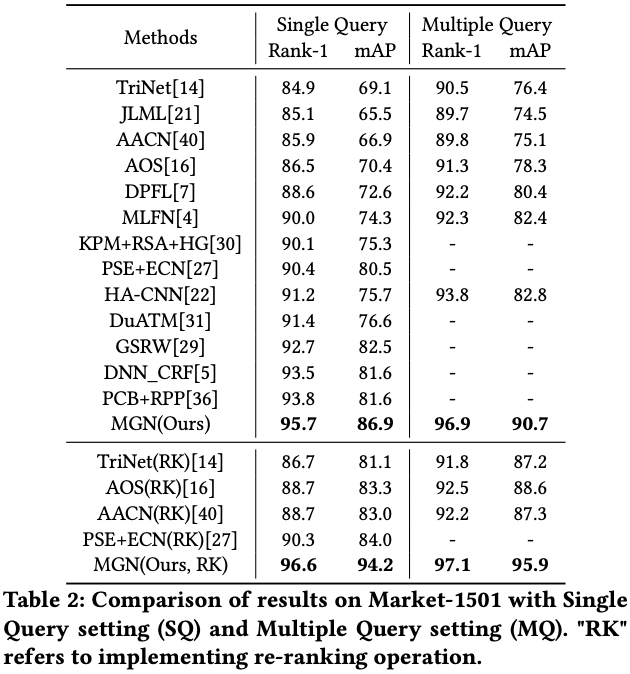 Methods Single Query Multiple Query
Rank-1 mAP Rank-1 mAP
TriNet[14] 84.9 69.1 90.5 76.4
JLML[21] 85.1 65.5 89.7 74.5
AACN[40] 85.9 66.9 89.8 75.1
AOS[16] 86.5 70.4 91.3 78.3
DPFL[7] 88.6 72.6 92.2 80.4
MLFN[4] 90.0 74.3 92.3 82.4
KPM+RSA+HG[30] 90.1 75.3 - -
PSE+ECN[27] 90.4 80.5 - -
HA-CNN[22] 91.2 75.7 93.8 82.8
DuATM[31] 91.4 76.6 - -
GSRW[29] 92.7 82.5 - -
DNN_CRF[5] 93.5 81.6 - -
PCB+RPP[36] 93.8 81.6 - -
MGN(Ours) 95.7 86.9 96.9 90.7
TriNet(RK)[14] 86.7 81.1 91.8 87.2
AOS(RK)[16] 88.7 83.3 92.5 88.6
AACN(RK)[40] 88.7 83.0 92.2 87.3
PSE+ECN(RK)[27] 90.3 84.0 - -
MGN(Ours, RK) 96.6 94.2 97.1 95.9
Table 2: Comparison of results on Market-1501 with Single
Query setting (SQ) and Multiple Query setting (MQ). "RK"
refers to implementing re-ranking operation.